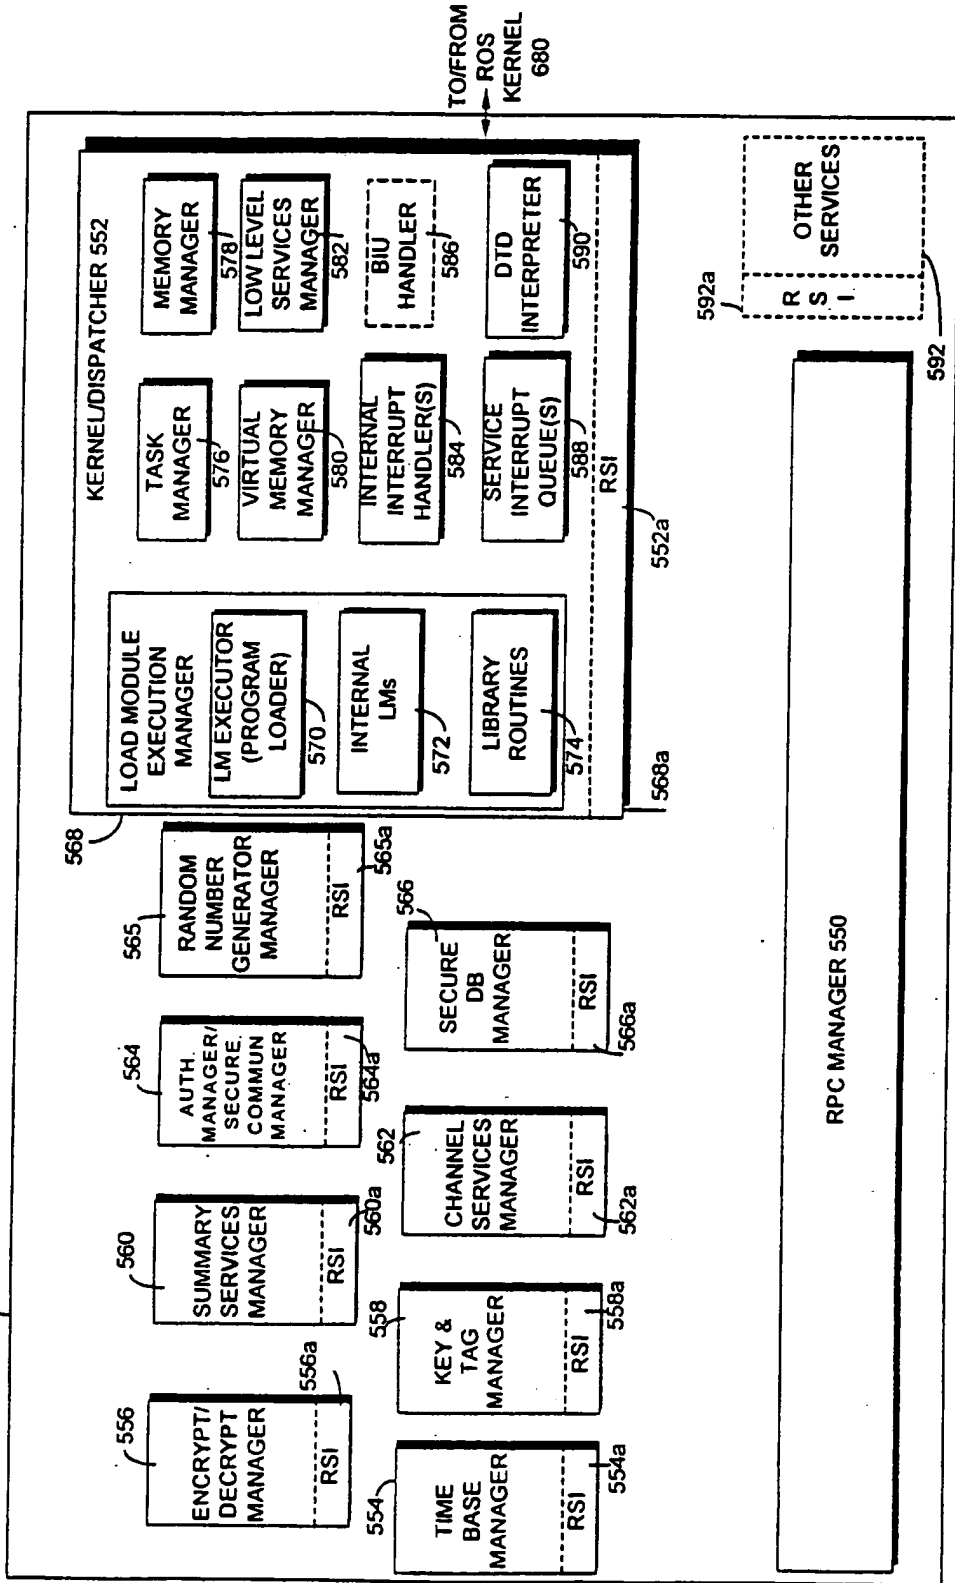 KERNEL/DISPATCHER 552
LOAD MODULE
EXECUTION
MANAGER
568
LM EXECUTOR
(PROGRAM
LOADER)
570
INTERNAL
LMs
572
LIBRARY
ROUTINES
574
568a
TASK
MANAGER
576
MEMORY
MANAGER
578
VIRTUAL
MEMORY
MANAGER
580
LOW LEVEL
SERVICES
MANAGER
582
INTERNAL
INTERRUPT
HANDLER(S)
584
BIU
HANDLER
586
SERVICE
INTERRUPT
QUEUE(S)
588
DTD
INTERPRETER
590
RSI
552a
TO/FROM
ROS
KERNEL
680
556
ENCRYPT/
DECRYPT
MANAGER
RSI
556a
560
SUMMARY
SERVICES
MANAGER
RSI
560a
564
AUTH.
MANAGER/
SECURE.
COMMUN
MANAGER
RSI
564a
565
RANDOM
NUMBER
GENERATOR
MANAGER
RSI
565a
554
TIME
BASE
MANAGER
RSI
554a
558
KEY &
TAG
MANAGER
RSI
558a
562
CHANNEL
SERVICES
MANAGER
RSI
562a
566
SECURE
DB
MANAGER
RSI
566a
RPC MANAGER 550
592a
R
S
I
OTHER
SERVICES
592